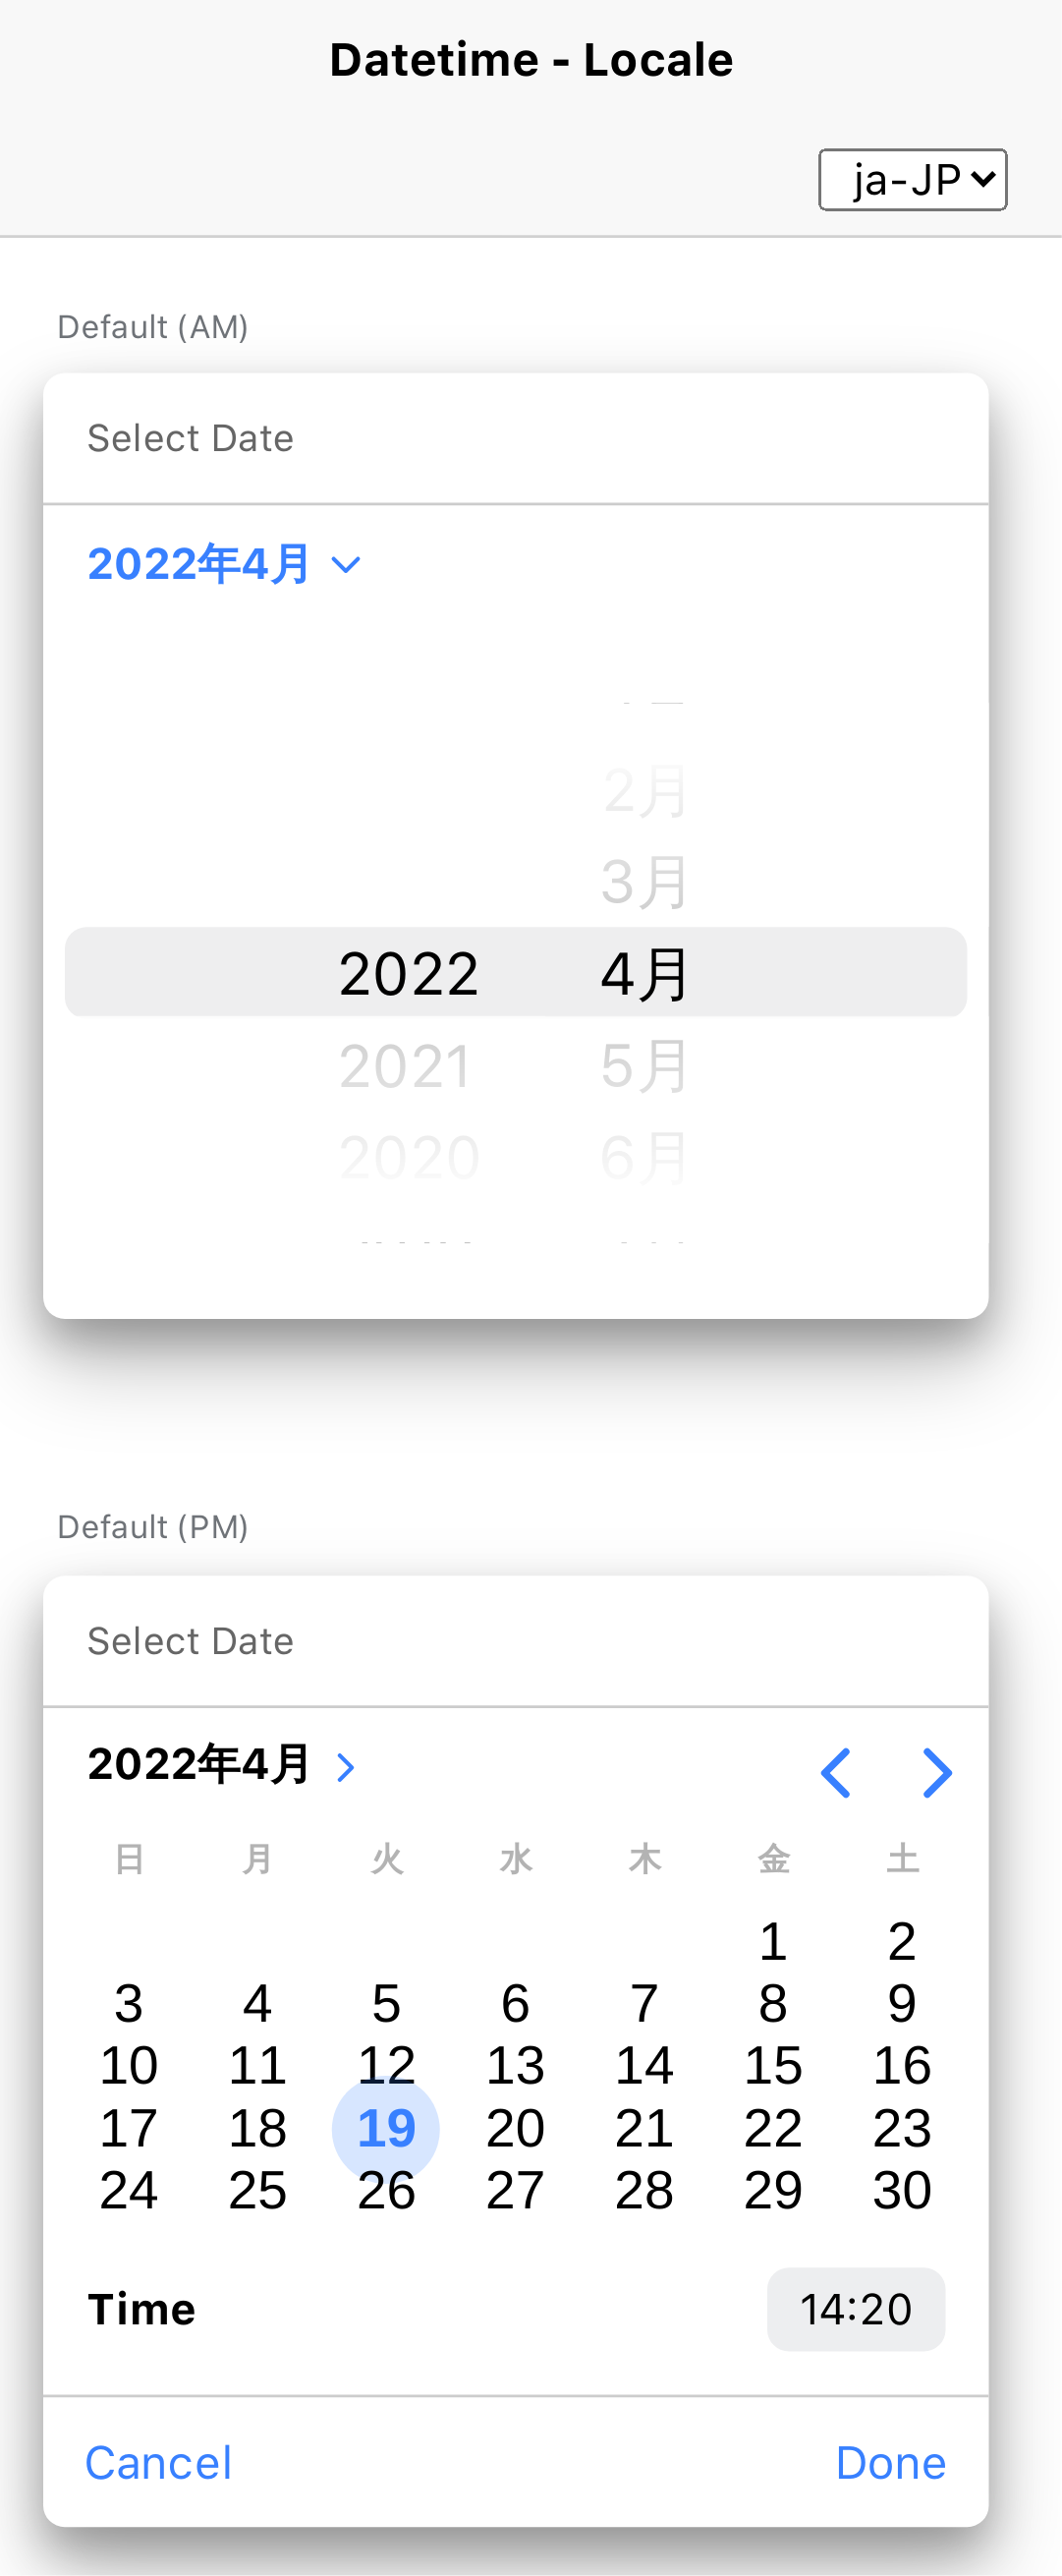 Datetime - Locale
ja-JP
Default (AM)
Select Date
2022年4月
2月
3月
2022 4月
2021 5月
2020 6月
Default (PM)
Select Date
2022年4月
日 月 火 水 木 金 土
1 2
3 4 5 6 7 8 9
10 11 12 13 14 15 16
17 18 19 20 21 22 23
24 25 26 27 28 29 30
Time 14:20
Cancel Done